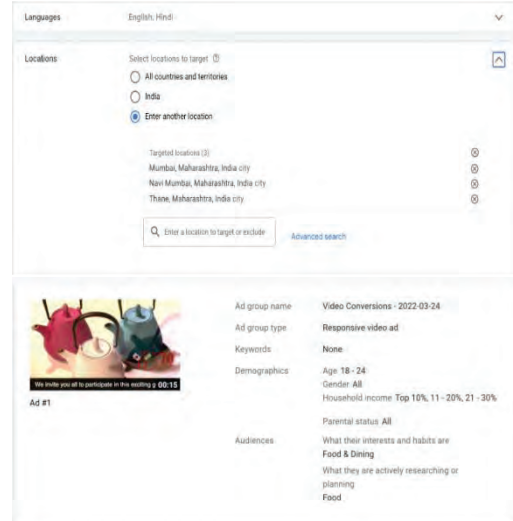 Languages English, Hindi
Locations Select locations to target
All countries and territories
India
Enter another location
Targeted locations (3)
Mumbai, Maharashtra, India city
Navi Mumbai, Maharashtra, India city
Thane, Maharashtra, India city
Enter a location to target or exclude Advanced search
We invite you all to participate in this exciting g 00:15
Ad #1
Ad group name Video Conversions - 2022-03-24
Ad group type Responsive video ad
Keywords None
Demographics Age 18 - 24
Gender All
Household income Top 10%, 11 - 20%, 21 - 30%
Parental status All
Audiences What their interests and habits are
Food & Dining
What they are actively researching or
planning
Food